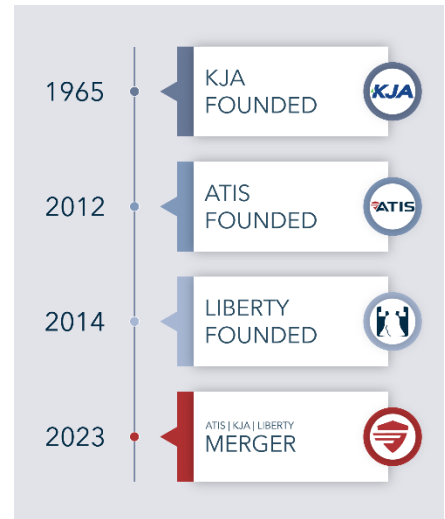 1965
KJA
FOUNDED
KJA
2012
ATIS
FOUNDED
ATIS
2014
LIBERTY
FOUNDED
2023
ATIS | KJA | LIBERTY
MERGER